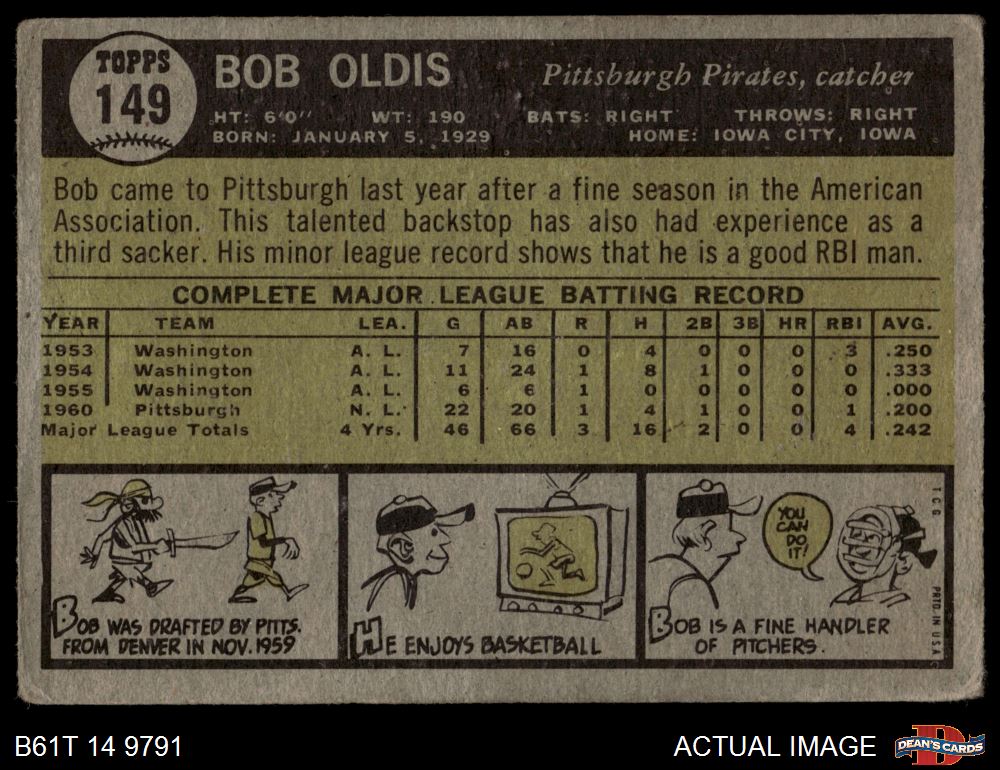 TOPPS
149
BOB OLDIS
Pittsburgh Pirates, catcher
HT: 6'0" WT: 190 BATS: RIGHT THROWS: RIGHT
BORN: JANUARY 5, 1929 HOME: IOWA CITY, IOWA
Bob came to Pittsburgh last year after a fine season in the American
Association. This talented backstop has also had experience as a
third sacker. His minor league record shows that he is a good RBI man.
COMPLETE MAJOR LEAGUE BATTING RECORD
YEAR TEAM LEA. G AB R H 2B 3B HR RBI AVG.
1953 Washington A. L. 7 16 0 4 0 0 0 3 .250
1954 Washington A. L. 11 24 1 8 1 0 0 0 .333
1955 Washington A. L. 6 6 1 0 0 0 0 0 .000
1960 Pittsburgh N. L. 22 20 1 4 1 0 0 1 .200
Major League Totals 4 Yrs. 46 66 3 16 2 0 0 4 .242
BOB WAS DRAFTED BY PITTS.
FROM DENVER IN NOV. 1959
HE ENJOYS BASKETBALL
YOU
CAN
DO
IT!
BOB IS A FINE HANDLER
OF PITCHERS.
T. C. G.
PRTD. IN U.S.A.
B61T 14 9791
ACTUAL IMAGE
D
DEAN'S CARDS